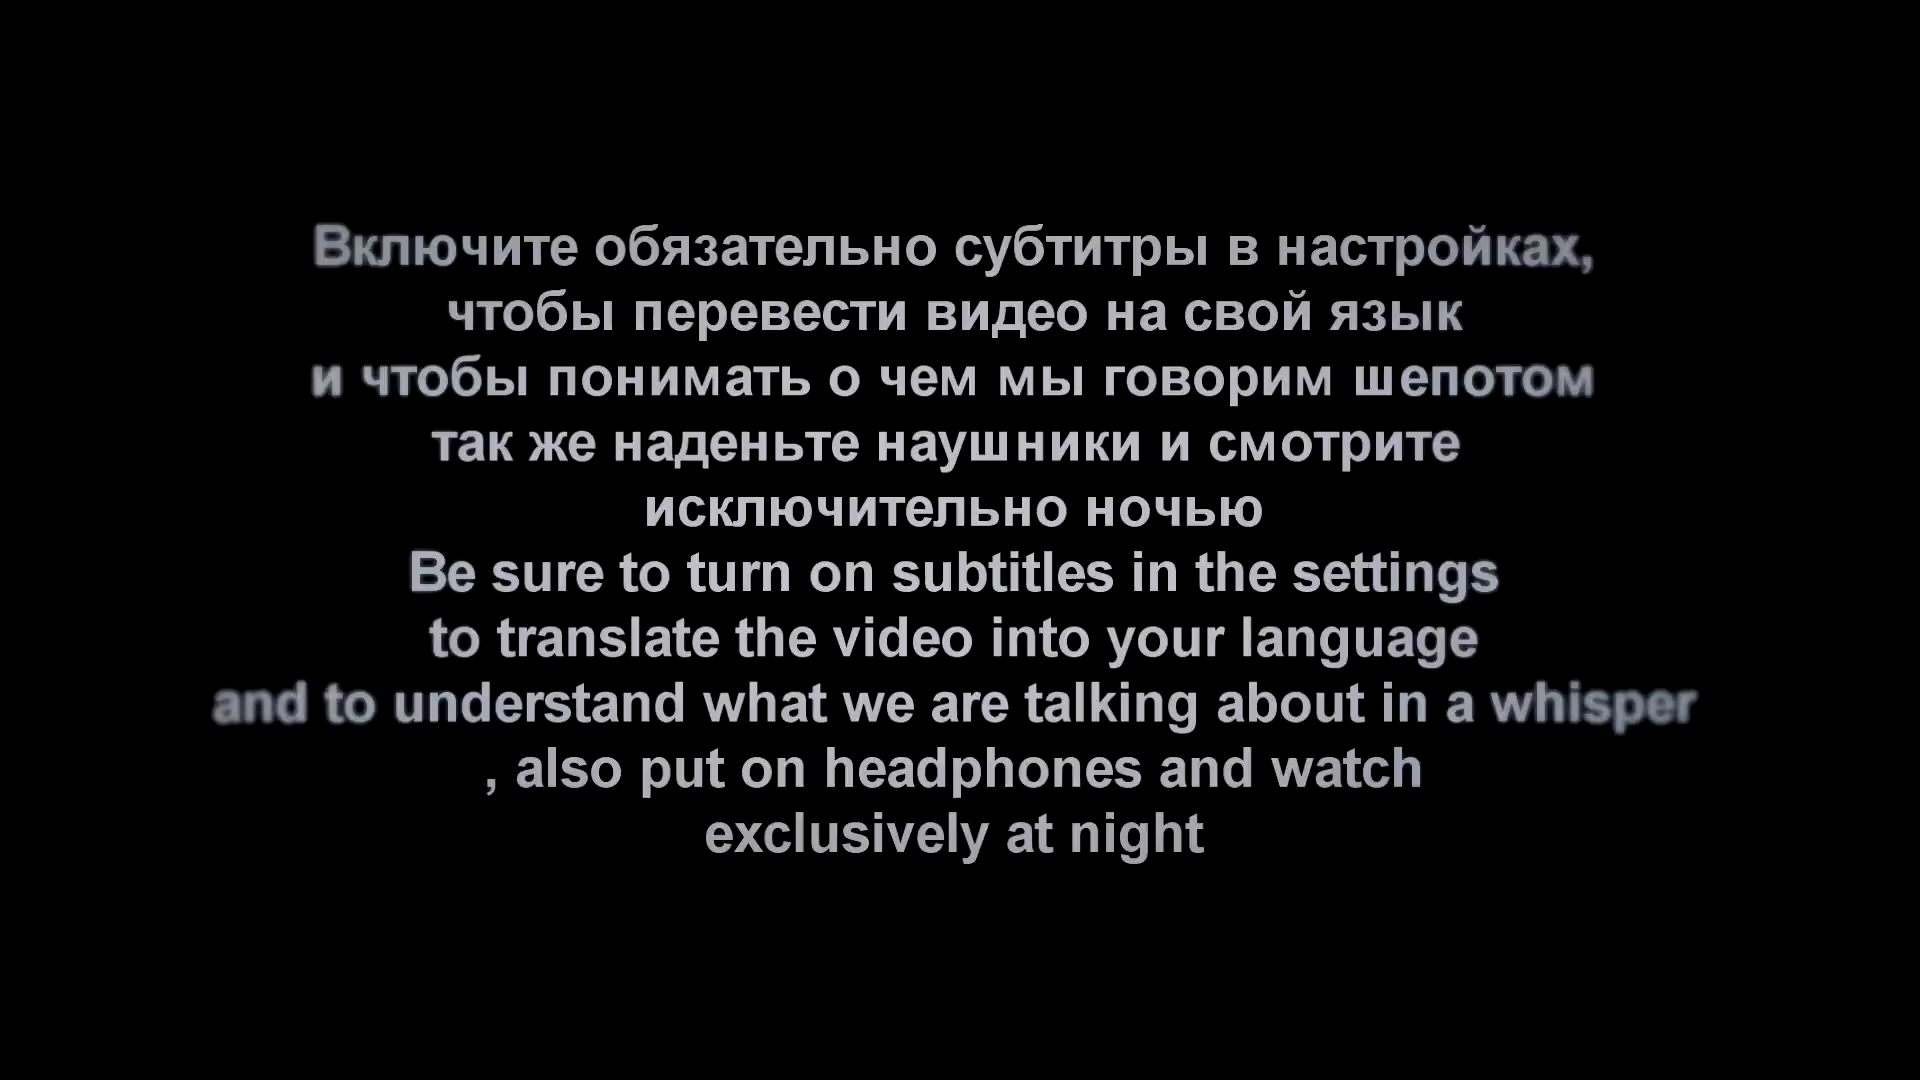 Включите обязательно субтитры в настройках,
чтобы перевести видео на свой язык
и чтобы понимать о чем мы говорим шепотом
так же наденьте наушники и смотрите
исключительно ночью
Be sure to turn on subtitles in the settings
to translate the video into your language
and to understand what we are talking about in a whisper
, also put on headphones and watch
exclusively at night